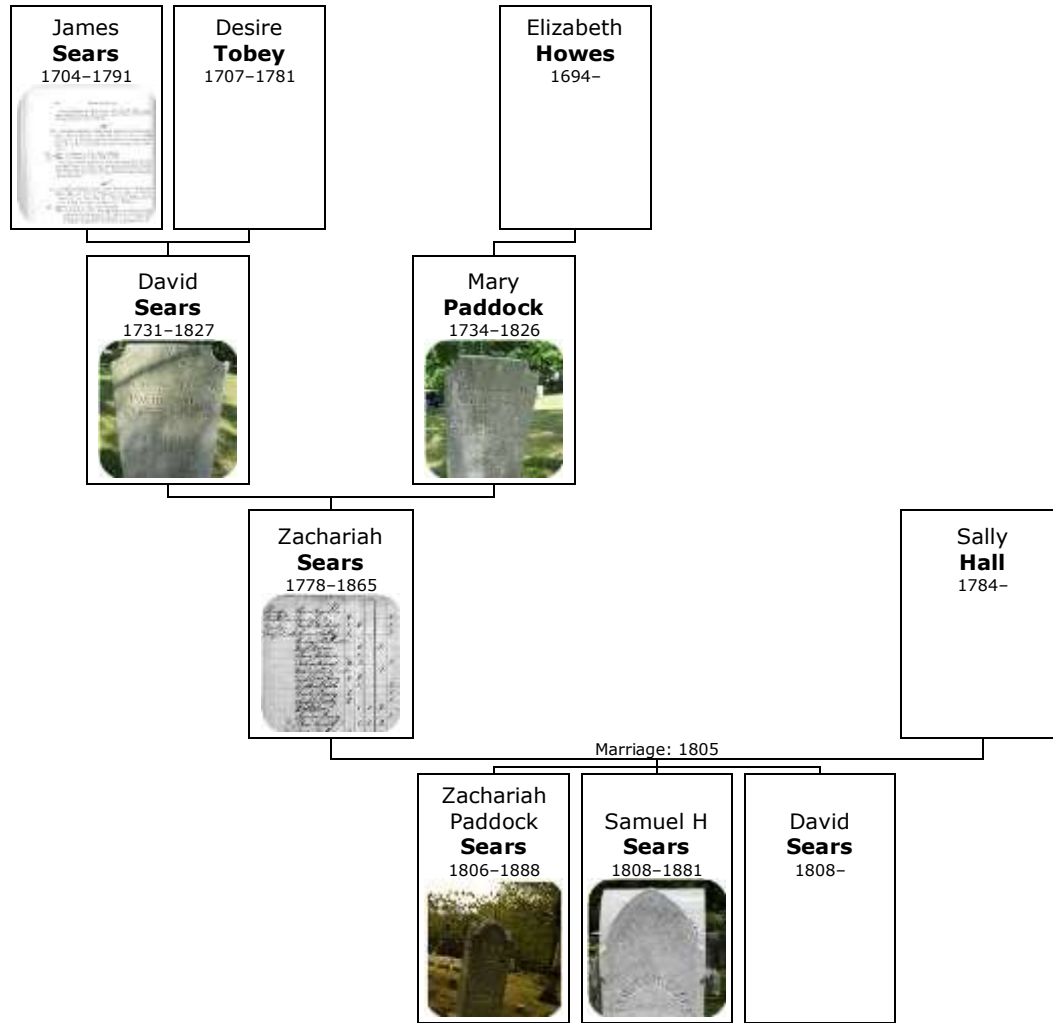 James
Sears
1704–1791
Desire
Tobey
1707–1781
Elizabeth
Howes
1694–
David
Sears
1731–1827
Mary
Paddock
1734–1826
Zachariah
Sears
1778–1865
Sally
Hall
1784–
Marriage: 1805
Zachariah
Paddock
Sears
1806–1888
Samuel H
Sears
1808–1881
David
Sears
1808–